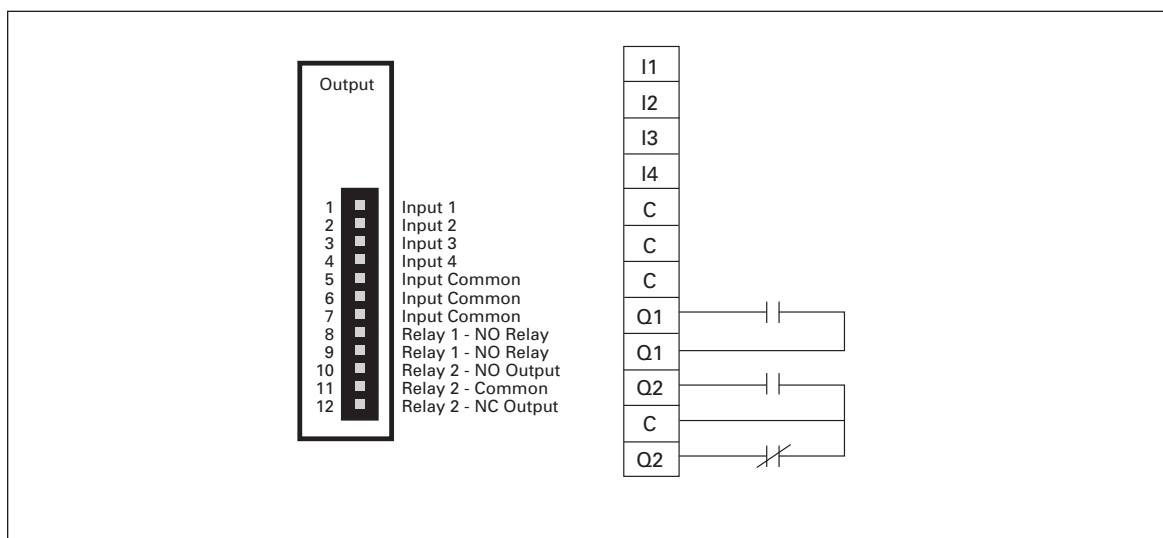 Output
1 Input 1
2 Input 2
3 Input 3
4 Input 4
5 Input Common
6 Input Common
7 Input Common
8 Relay 1 - NO Relay
9 Relay 1 - NO Relay
10 Relay 2 - NO Output
11 Relay 2 - Common
12 Relay 2 - NC Output
I1
I2
I3
I4
C
C
C
Q1
Q1
Q2
C
Q2